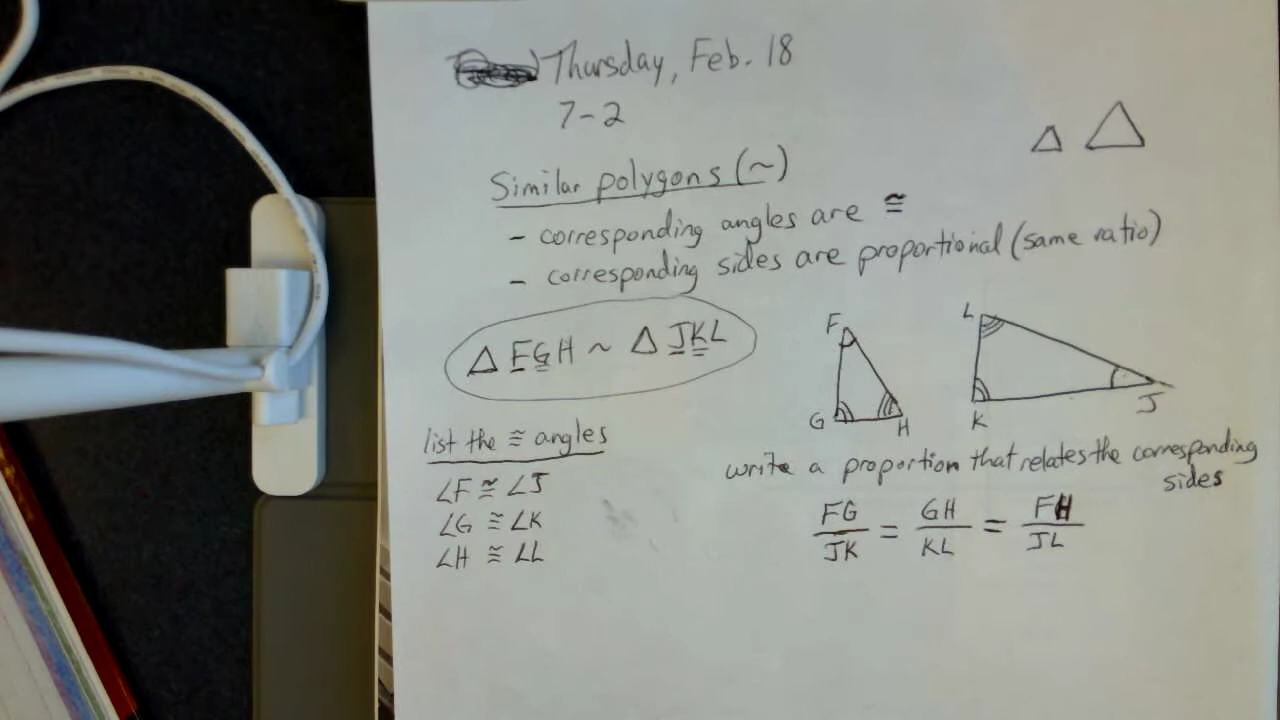 Thursday, Feb. 18
7-2
Similar polygons (~)
- corresponding angles are ≅
- corresponding sides are proportional (same ratio)
△ FGH ~ △ JKL
F
G
H
L
K
J
list the ≅ angles
∠F ≅ ∠J
∠G ≅ ∠K
∠H ≅ ∠L
write a proportion that relates the corresponding
sides
FG/JK = GH/KL = FH/JL